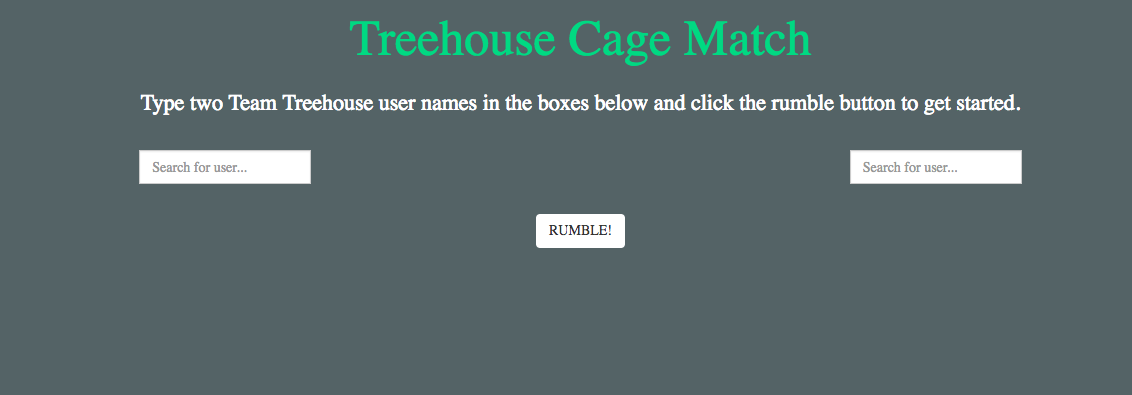 Treehouse Cage Match
Type two Team Treehouse user names in the boxes below and click the rumble button to get started.
Search for user...
Search for user...
RUMBLE!